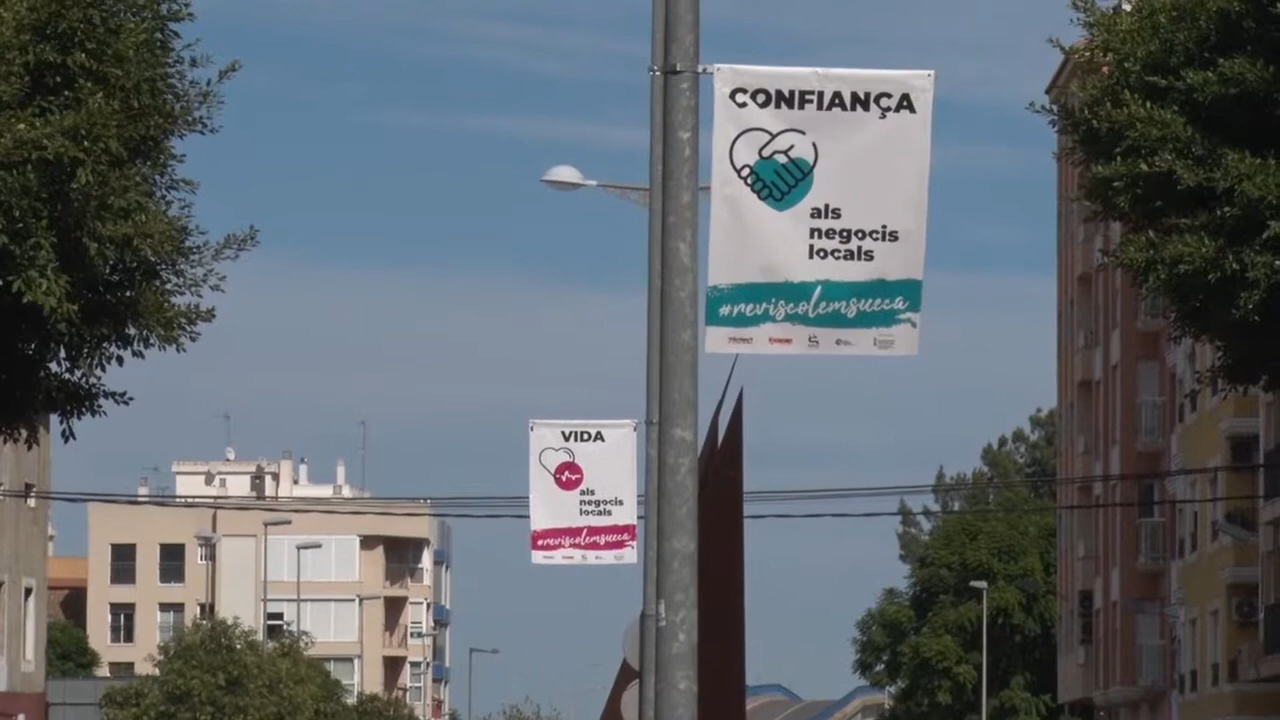 CONFIANÇA
als
negocis
locals
#reviscolemsueca
VIDA
als
negocis
locals
#reviscolemsueca